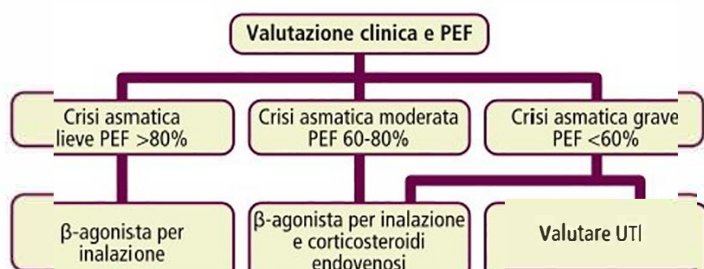 Valutazione clinica e PEF
Crisi asmatica
lieve PEF >80%
Crisi asmatica moderata
PEF 60-80%
Crisi asmatica grave
PEF <60%
β-agonista per
inalazione
β-agonista per inalazione
e corticosteroidi
endovenosi
Valutare UTI